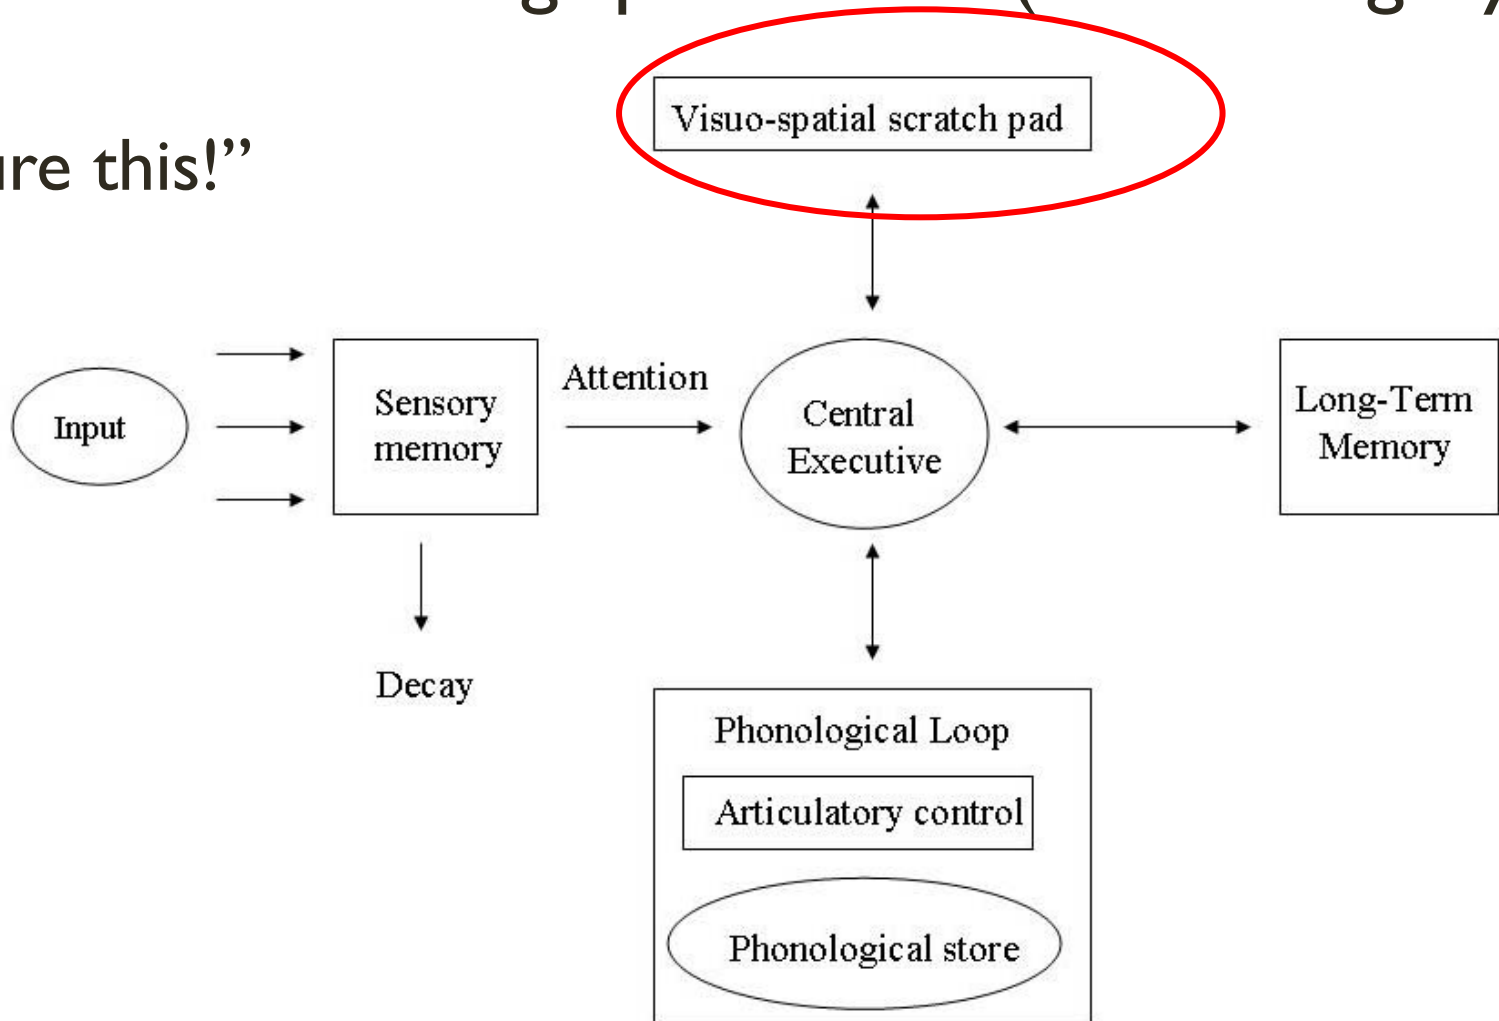 Visuo-spatial scratch pad
ure this!”
Attention
Input
Sensory
memory
Central
Executive
Long-Term
Memory
Decay
Phonological Loop
Articulatory control
Phonological store